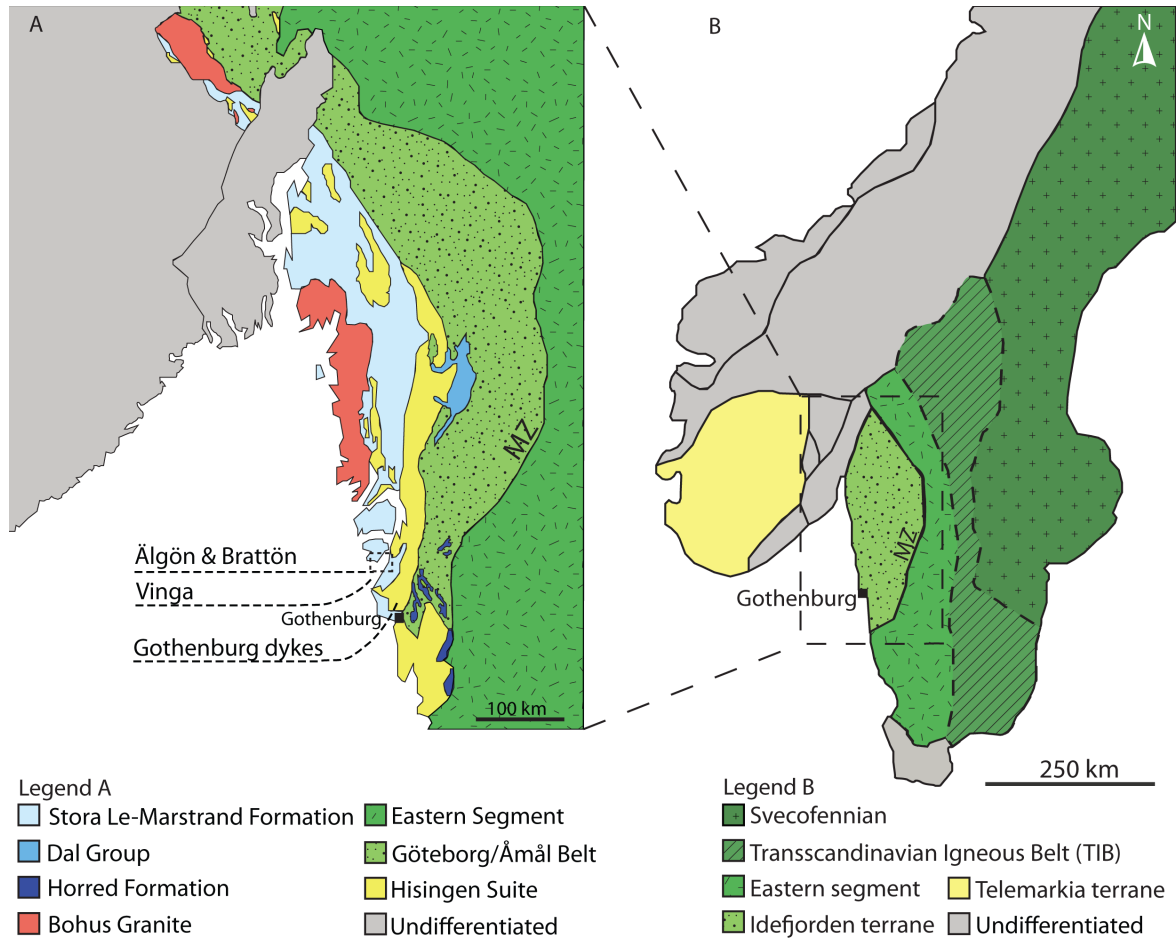 A
B
N
MZ
Älgön & Brattön
Vinga
Gothenburg
Gothenburg dykes
100 km
MZ
Gothenburg
250 km
Legend A
Stora Le-Marstrand Formation
Dal Group
Horred Formation
Bohus Granite
Eastern Segment
Göteborg/Åmål Belt
Hisingen Suite
Undifferentiated
Legend B
Svecofennian
Transscandinavian Igneous Belt (TIB)
Eastern segment
Idefjorden terrane
Telemarkia terrane
Undifferentiated